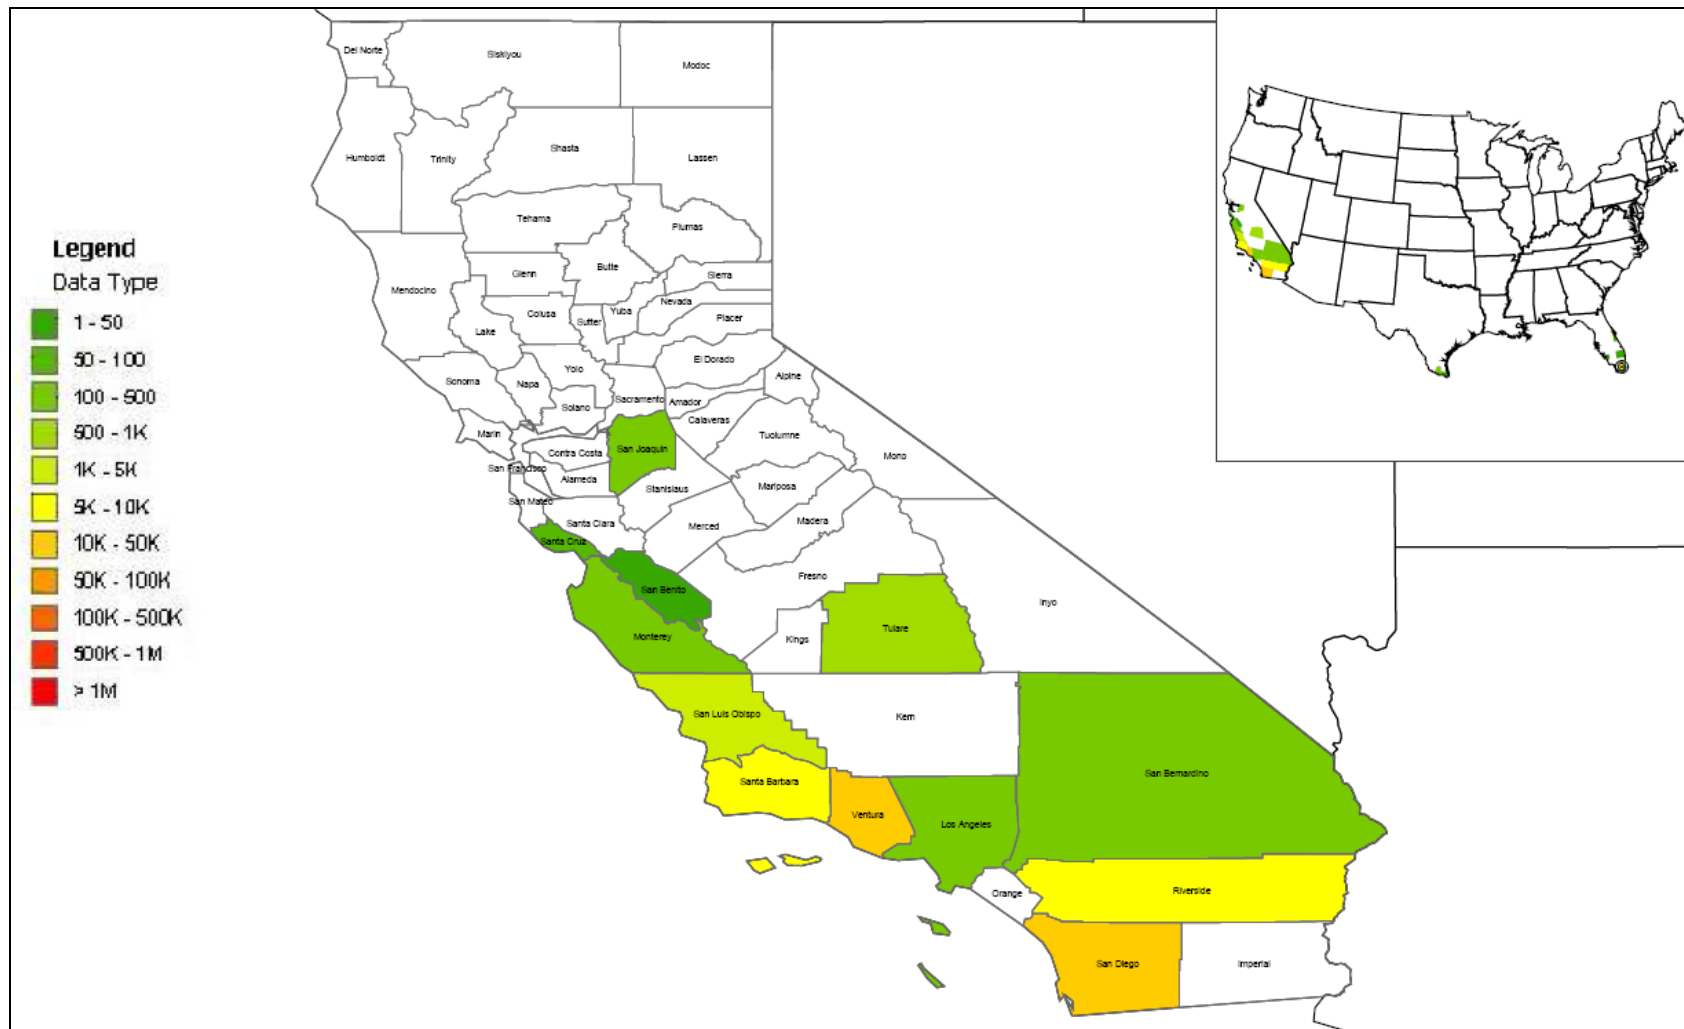 Del Norte
Siskiyou
Modoc
Humboldt
Trinity
Shasta
Lassen
Tehama
Plumas
Legend
Data Type
1 - 50
50 - 100
100 - 500
500 - 1K
1K - 5K
5K - 10K
10K - 50K
50K - 100K
100K - 500K
500K - 1M
> 1M
Mendocino
Glenn
Butte
Sierra
Lake
Colusa
Sutter
Yuba
Nevada
Placer
Sonoma
Napa
Yolo
El Dorado
Solano
Sacramento
Amador
Alpine
Marin
Calaveras
Contra Costa
San Joaquin
Tuolumne
Mono
San Francisco
Alameda
Stanislaus
Mariposa
San Mateo
Santa Clara
Merced
Madera
Santa Cruz
San Benito
Fresno
Inyo
Monterey
Kings
Tulare
San Luis Obispo
Kern
Santa Barbara
San Bernardino
Ventura
Los Angeles
Orange
Riverside
San Diego
Imperial